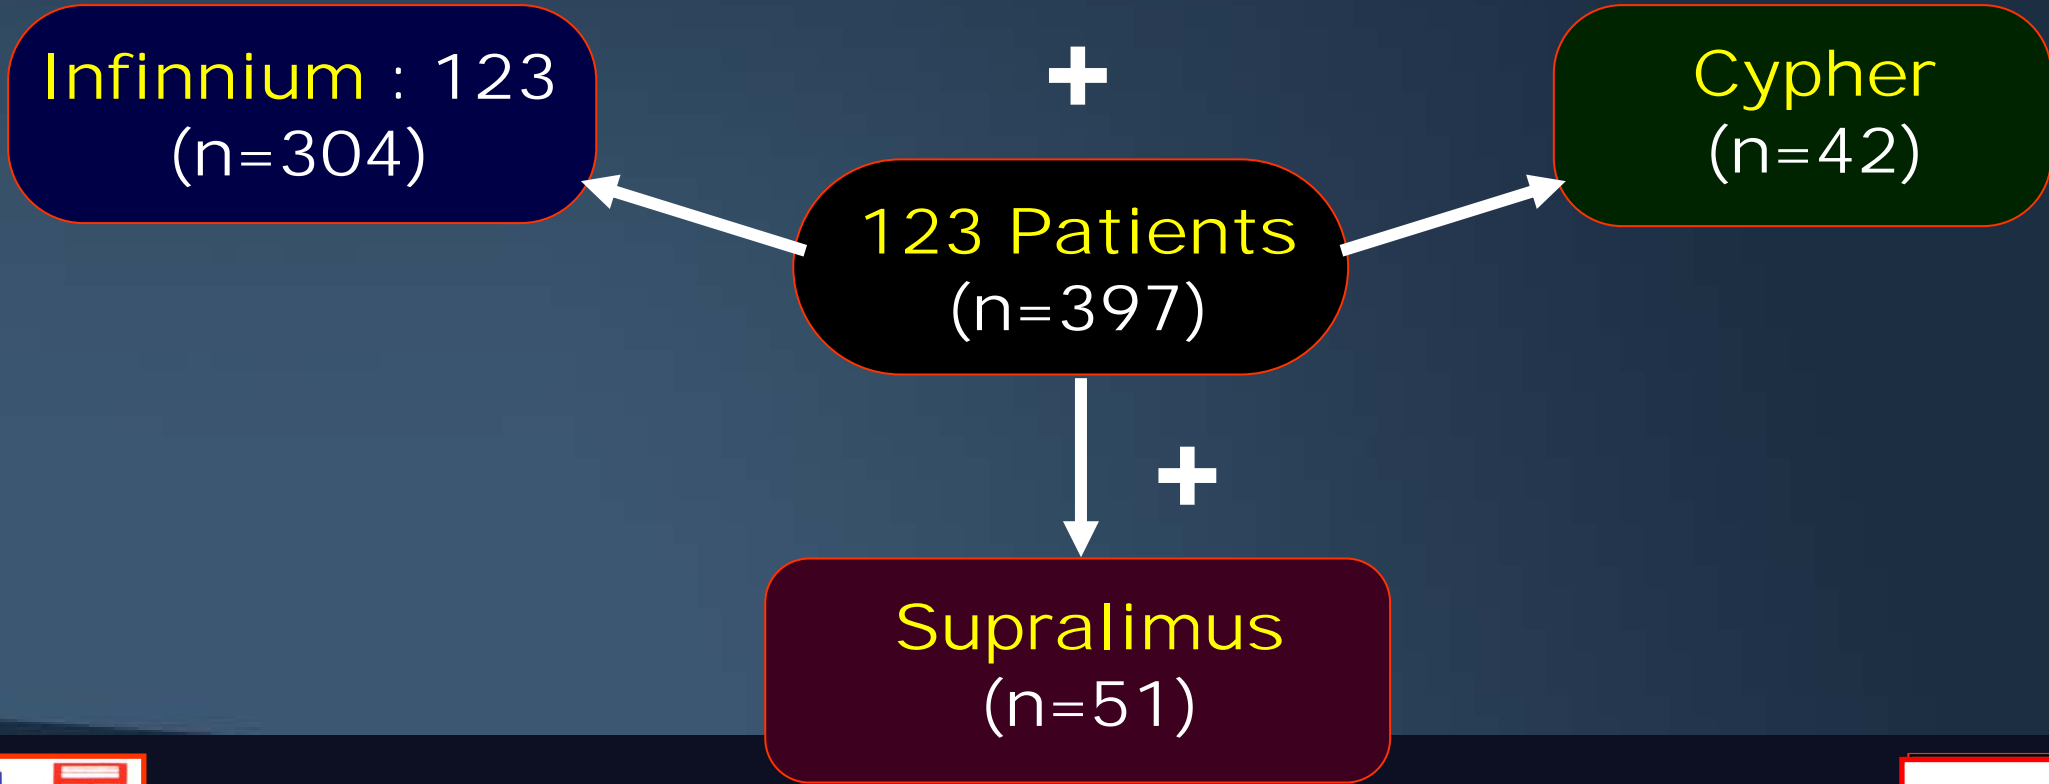 Infinnium : 123
(n=304)
+
Cypher
(n=42)
123 Patients
(n=397)
+
Supralimus
(n=51)